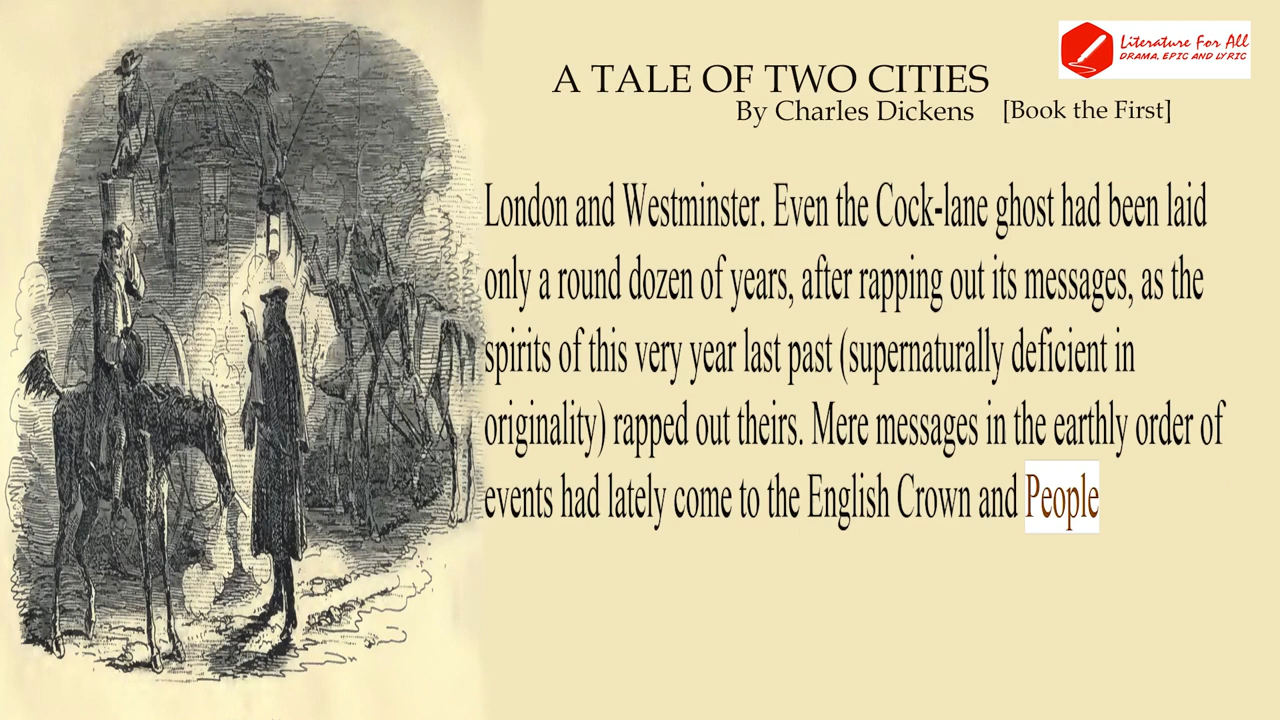 Literature For All
DRAMA, EPIC AND LYRIC
A TALE OF TWO CITIES
By Charles Dickens [Book the First]
London and Westminster. Even the Cock-lane ghost had been laid
only a round dozen of years, after rapping out its messages, as the
spirits of this very year last past (supernaturally deficient in
originality) rapped out theirs. Mere messages in the earthly order of
events had lately come to the English Crown and People